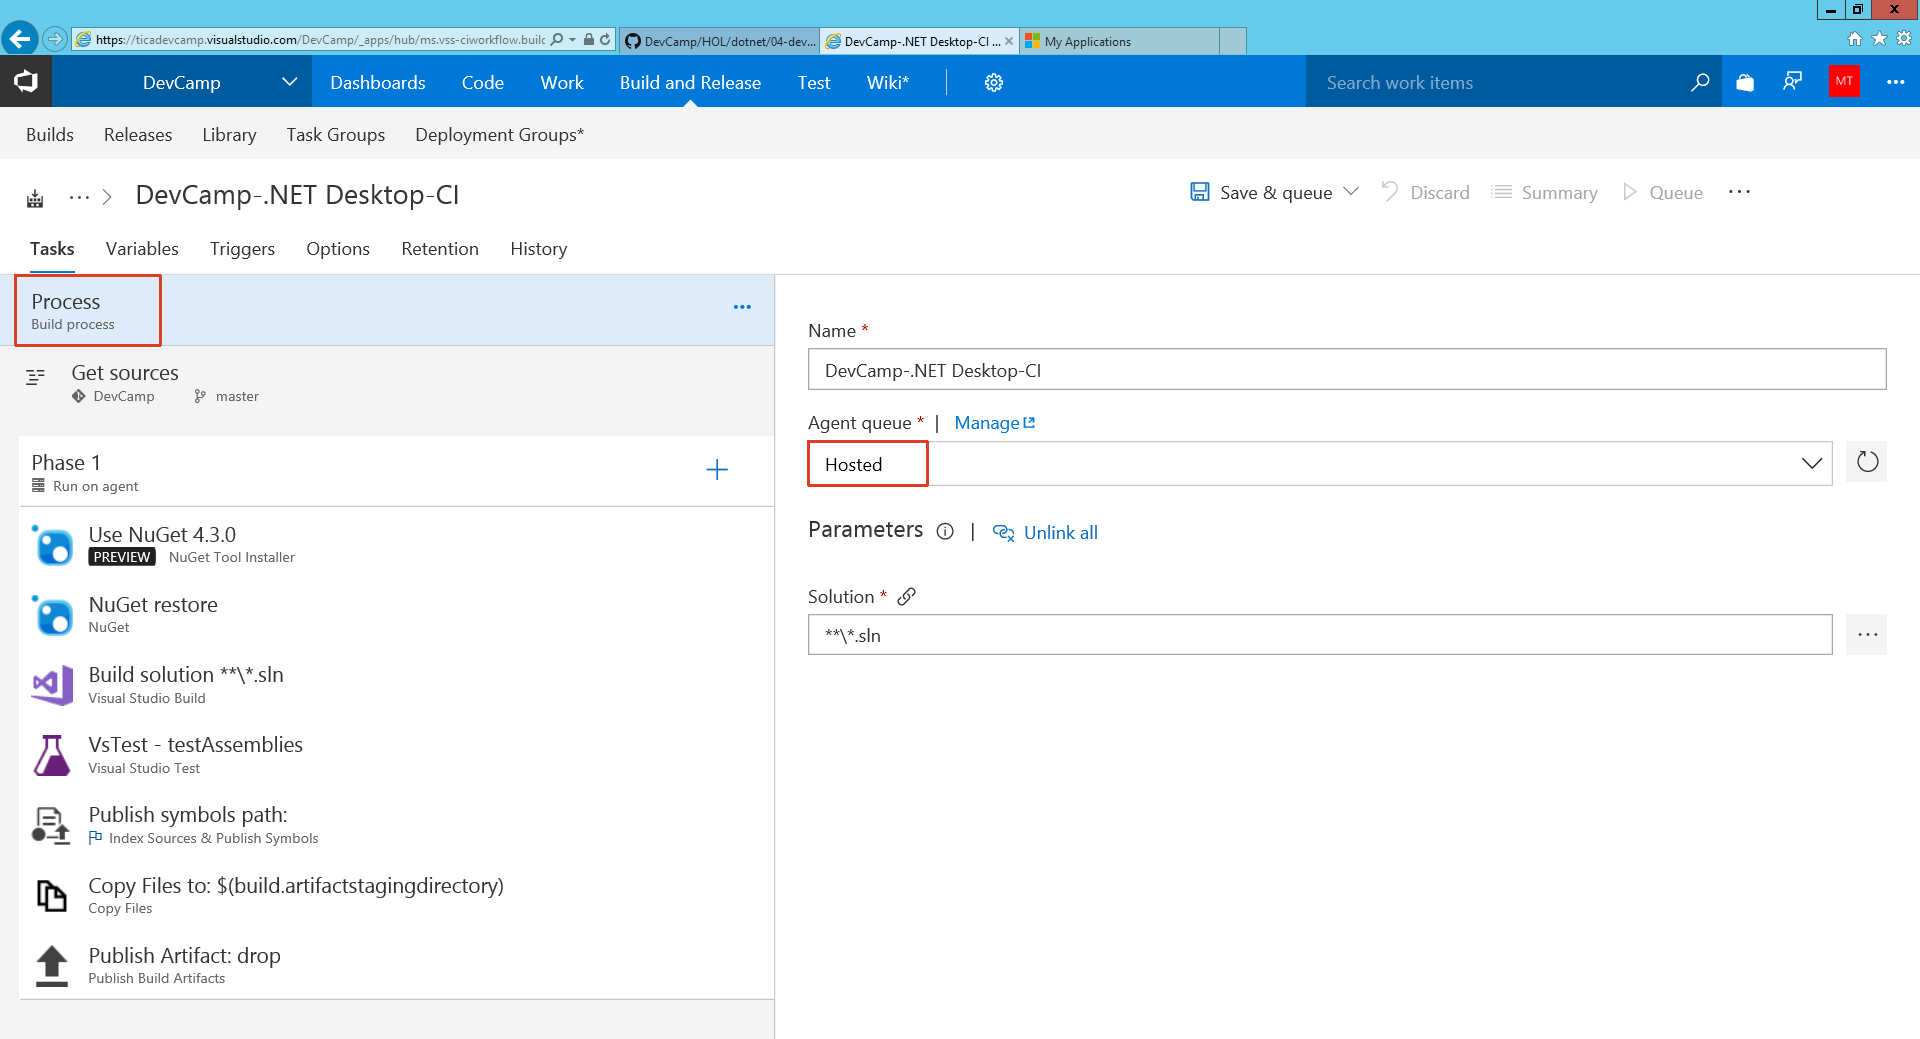 https://ticadevcamp.visualstudio.com/DevCamp/_apps/hub/ms.vss-ciworkflow.build
DevCamp/HOL/dotnet/04-dev...
DevCamp-.NET Desktop-CI ...
My Applications
DevCamp
Dashboards
Code
Work
Build and Release
Test
Wiki*
Search work items
MT
Builds
Releases
Library
Task Groups
Deployment Groups*
... > DevCamp-.NET Desktop-CI
Save & queue
Discard
Summary
Queue
...
Tasks
Variables
Triggers
Options
Retention
History
Process
Build process
Get sources
DevCamp
master
Phase 1
Run on agent
Use NuGet 4.3.0
PREVIEW NuGet Tool Installer
NuGet restore
NuGet
Build solution **\*.sln
Visual Studio Build
VsTest - testAssemblies
Visual Studio Test
Publish symbols path:
Index Sources & Publish Symbols
Copy Files to: $(build.artifactstagingdirectory)
Copy Files
Publish Artifact: drop
Publish Build Artifacts
Name *
DevCamp-.NET Desktop-CI
Agent queue * | Manage
Hosted
Parameters | Unlink all
Solution *
**\*.sln
...